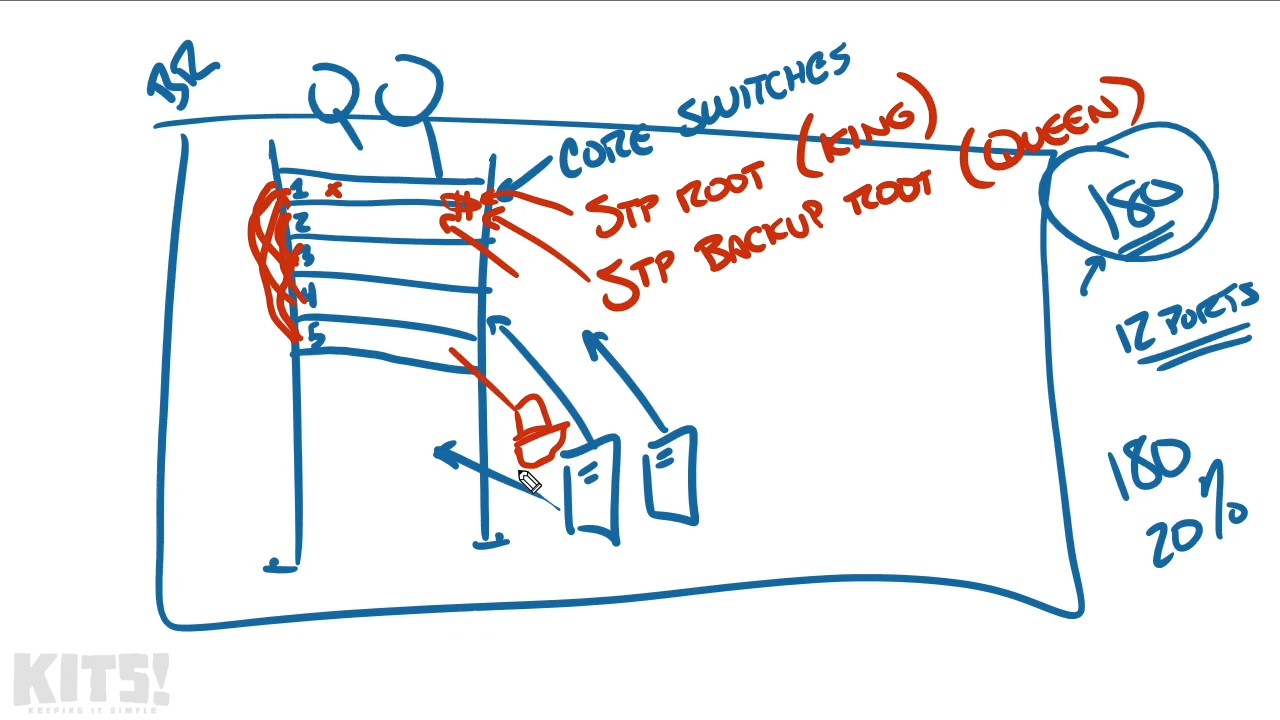 BR
CORE SWITCHES
STP ROOT (KING)
STP BACKUP ROOT (QUEEN)
180
12 PORTS
180
20%
1 x
2
3
4
5
KITS!
KEEPING IT SIMPLE